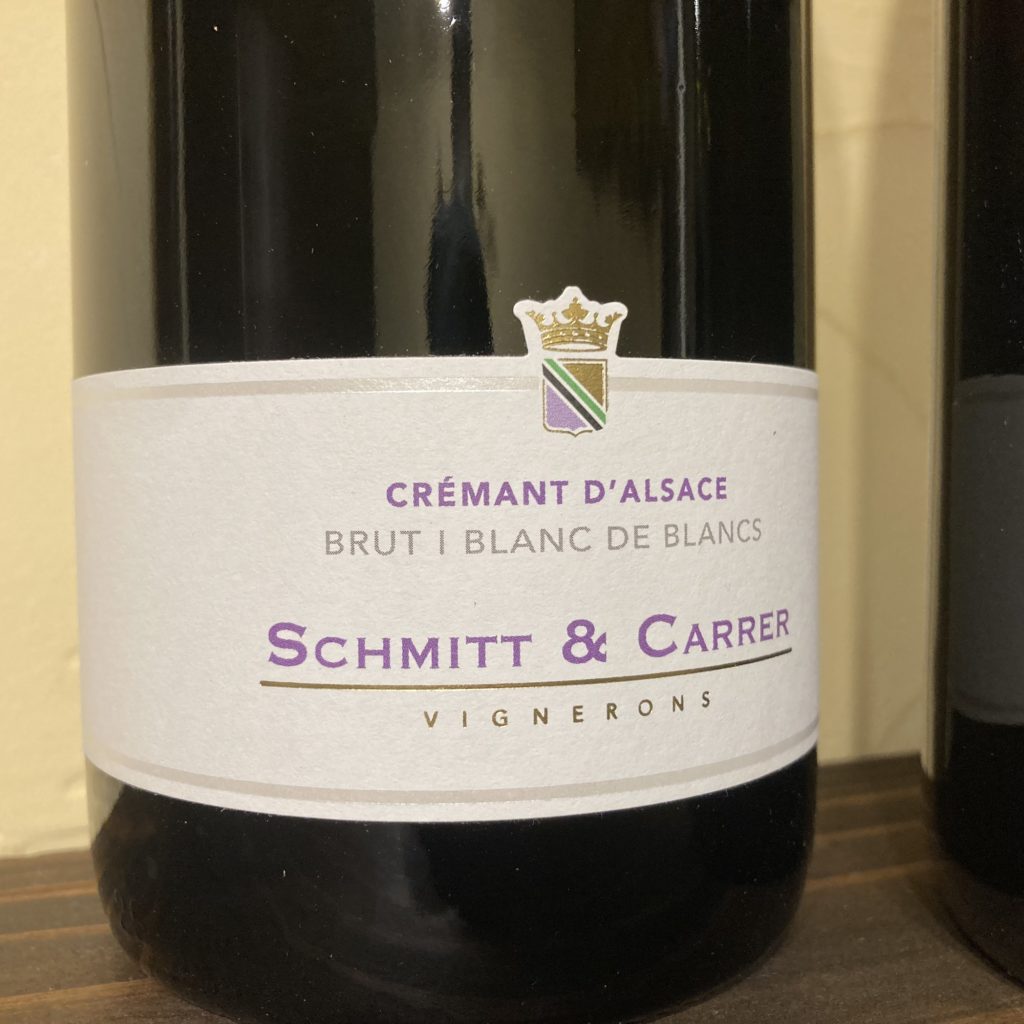 CRÉMANT D'ALSACE
BRUT | BLANC DE BLANCS
SCHMITT & CARRER
VIGNERONS